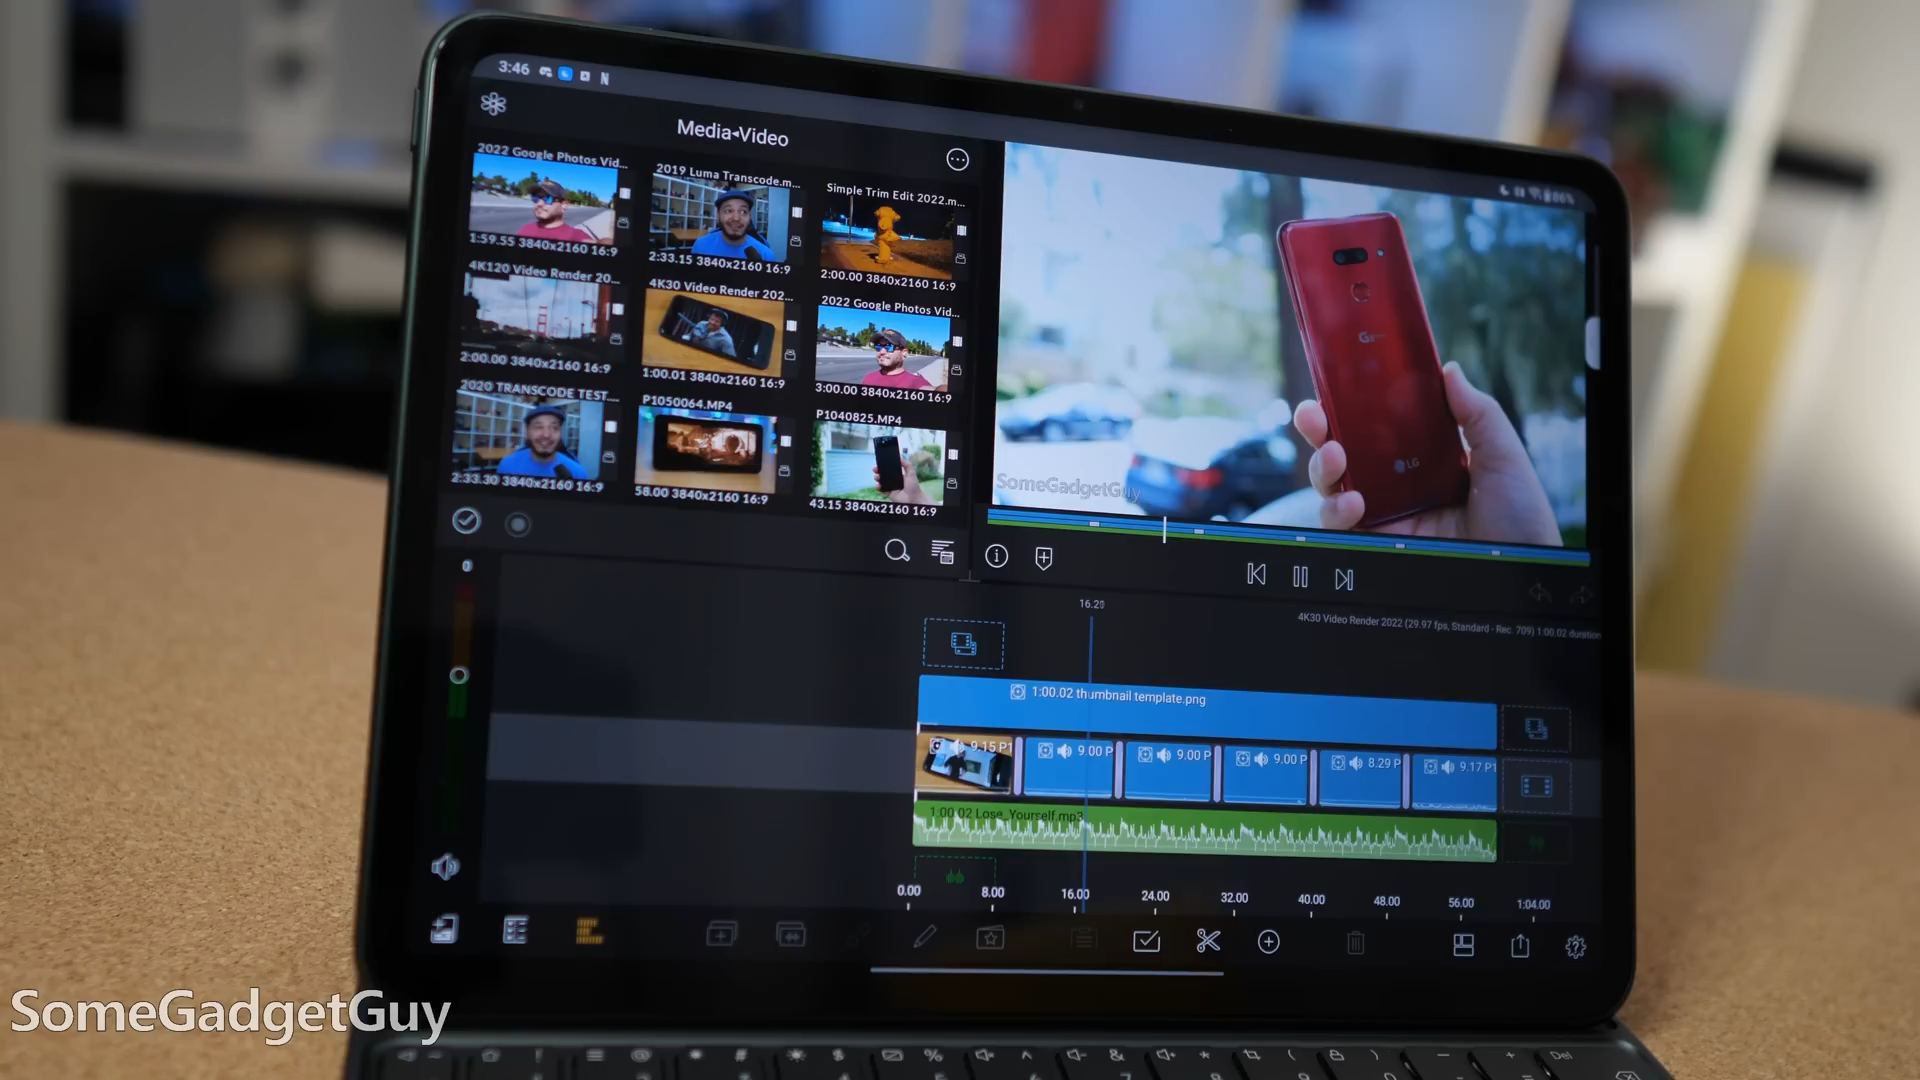 3:46
86%
Media◂Video
2022 Google Photos Vid...
2019 Luma Transcode.m...
Simple Trim Edit 2022.m...
1:59.55 3840x2160 16:9
2:33.15 3840x2160 16:9
2:00.00 3840x2160 16:9
4K120 Video Render 20...
4K30 Video Render 202...
2022 Google Photos Vid...
2:00.00 3840x2160 16:9
1:00.01 3840x2160 16:9
3:00.00 3840x2160 16:9
2020 TRANSCODE TEST....
P1050064.MP4
P1040825.MP4
2:33.30 3840x2160 16:9
58.00 3840x2160 16:9
43.15 3840x2160 16:9
LG
SomeGadgetGuy
0
16.20
4K30 Video Render 2022 (29.97 fps, Standard - Rec. 709) 1:00.02 duration
1:00.02 thumbnail template.png
9.15 P1
9.00 P
9.00 P
9.00 P
8.29 P
9.17 P1
1:00.02 Lose_Yourself.mp3
0.00 8.00 16.00 24.00 32.00 40.00 48.00 56.00 1:04.00
SomeGadgetGuy
! @ # $ % ^ & * ( ) _ + Del